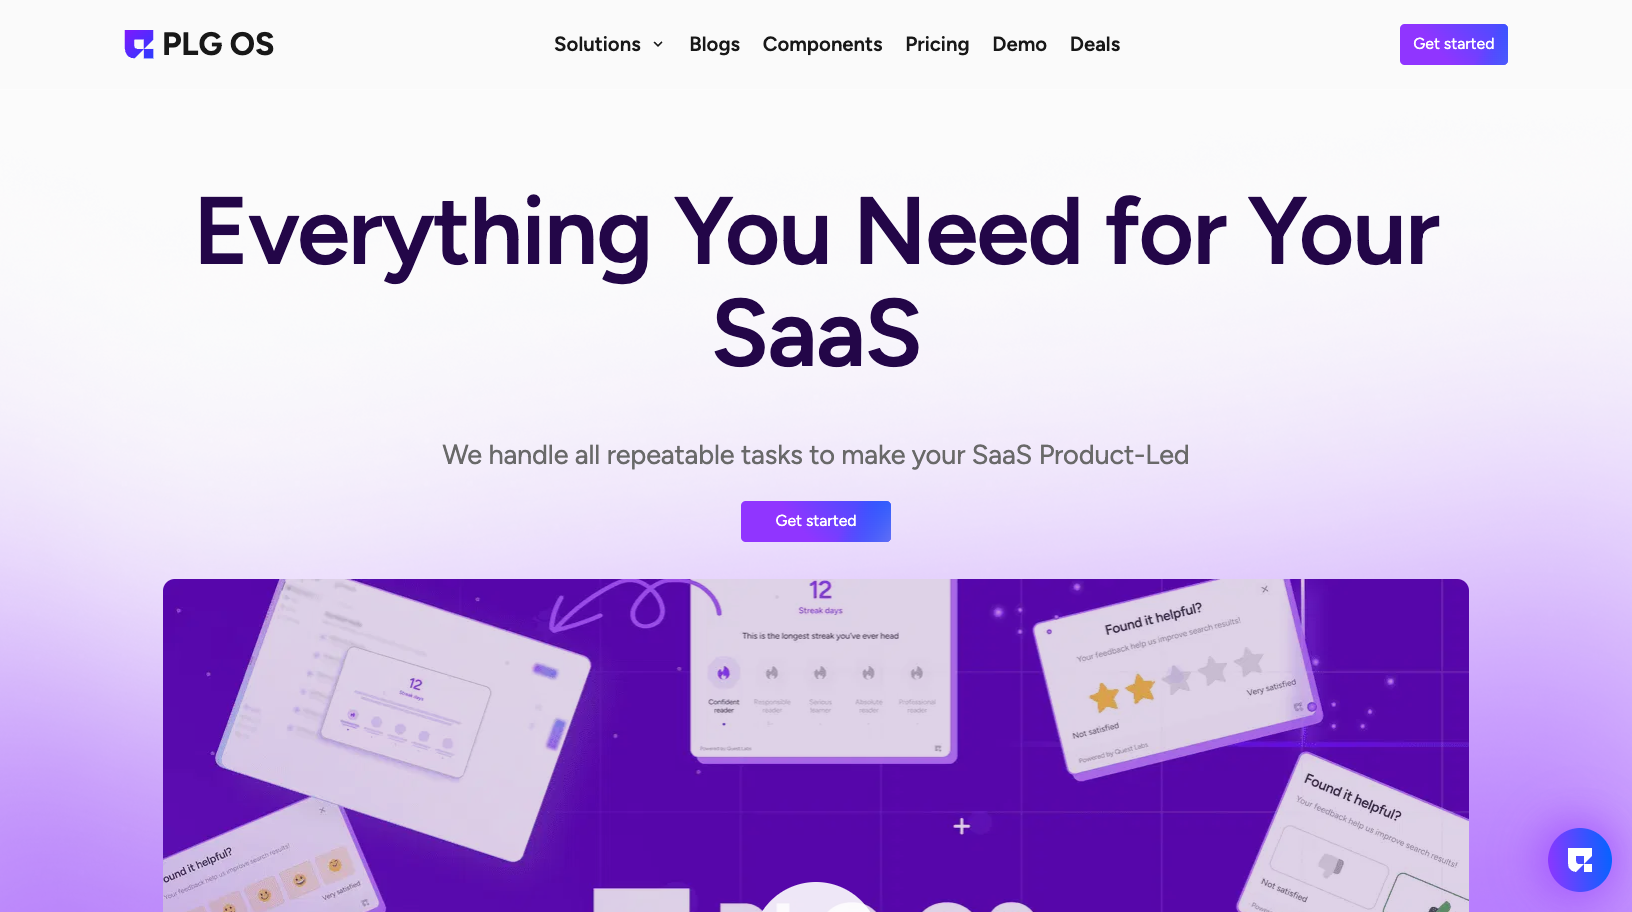 PLG OS
Solutions
Blogs
Components
Pricing
Demo
Deals
Get started
Everything You Need for Your
SaaS
We handle all repeatable tasks to make your SaaS Product-Led
Get started
12
Streak days
This is the longest streak you've ever head
Confident
reader
Responsible
reader
Serious
learner
Absolute
reader
Professional
reader
Powered by Quest Labs
Found it helpful?
Your feedback help us improve search results!
Not satisfied
Very satisfied
Powered by Quest Labs
12
Streak days
ound it helpful?
Your feedback help us improve search results!
Very satisfied
Found it helpful?
Your feedback help us improve search results!
Not satisfied